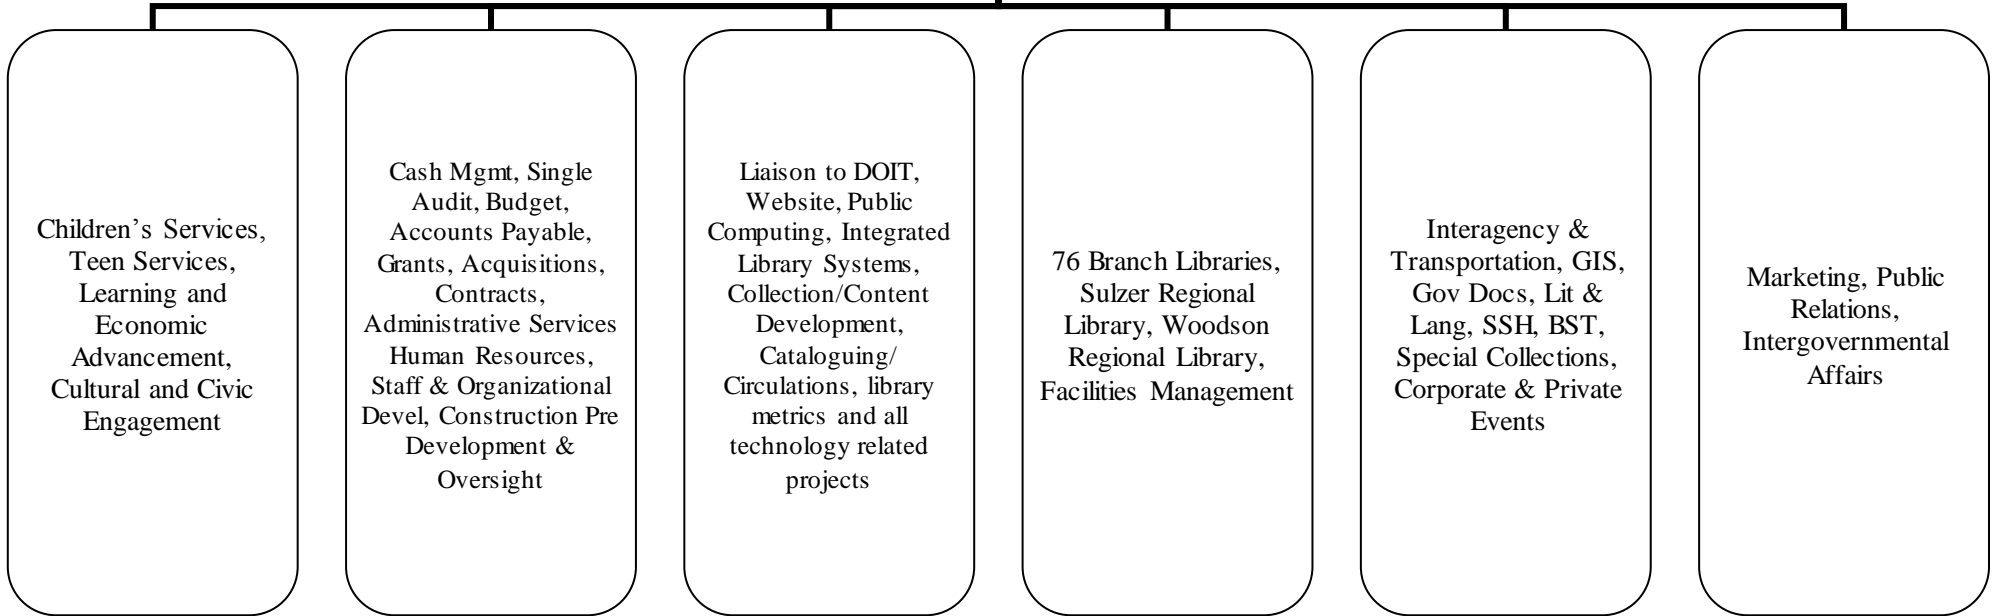 Children’s Services,
Teen Services,
Learning and
Economic
Advancement,
Cultural and Civic
Engagement
Cash Mgmt, Single
Audit, Budget,
Accounts Payable,
Grants, Acquisitions,
Contracts,
Administrative Services
Human Resources,
Staff & Organizational
Devel, Construction Pre
Development &
Oversight
Liaison to DOIT,
Website, Public
Computing, Integrated
Library Systems,
Collection/Content
Development,
Cataloguing/
Circulations, library
metrics and all
technology related
projects
76 Branch Libraries,
Sulzer Regional
Library, Woodson
Regional Library,
Facilities Management
Interagency &
Transportation, GIS,
Gov Docs, Lit &
Lang, SSH, BST,
Special Collections,
Corporate & Private
Events
Marketing, Public
Relations,
Intergovernmental
Affairs